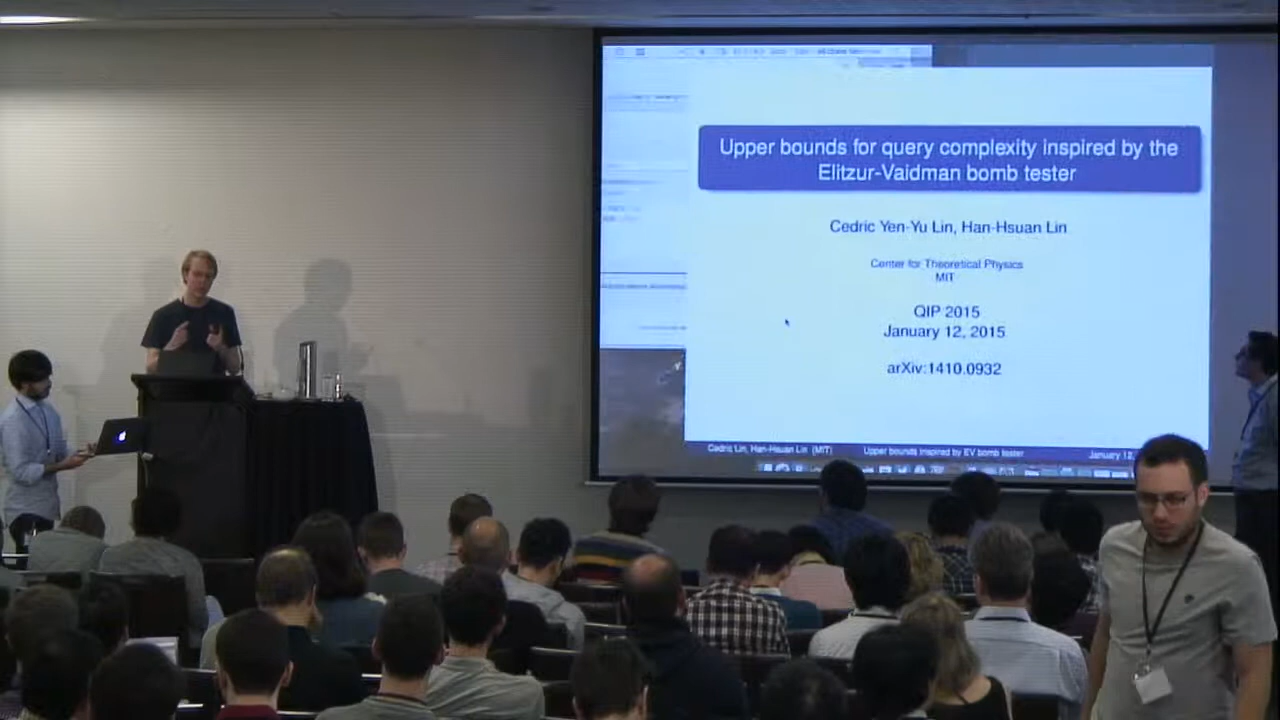 Upper bounds for query complexity inspired by the
Elitzur-Vaidman bomb tester
Cedric Yen-Yu Lin, Han-Hsuan Lin
Center for Theoretical Physics
MIT
QIP 2015
January 12, 2015
arXiv:1410.0932
Cedric Lin, Han-Hsuan Lin (MIT) Upper bounds inspired by EV bomb tester January 12,